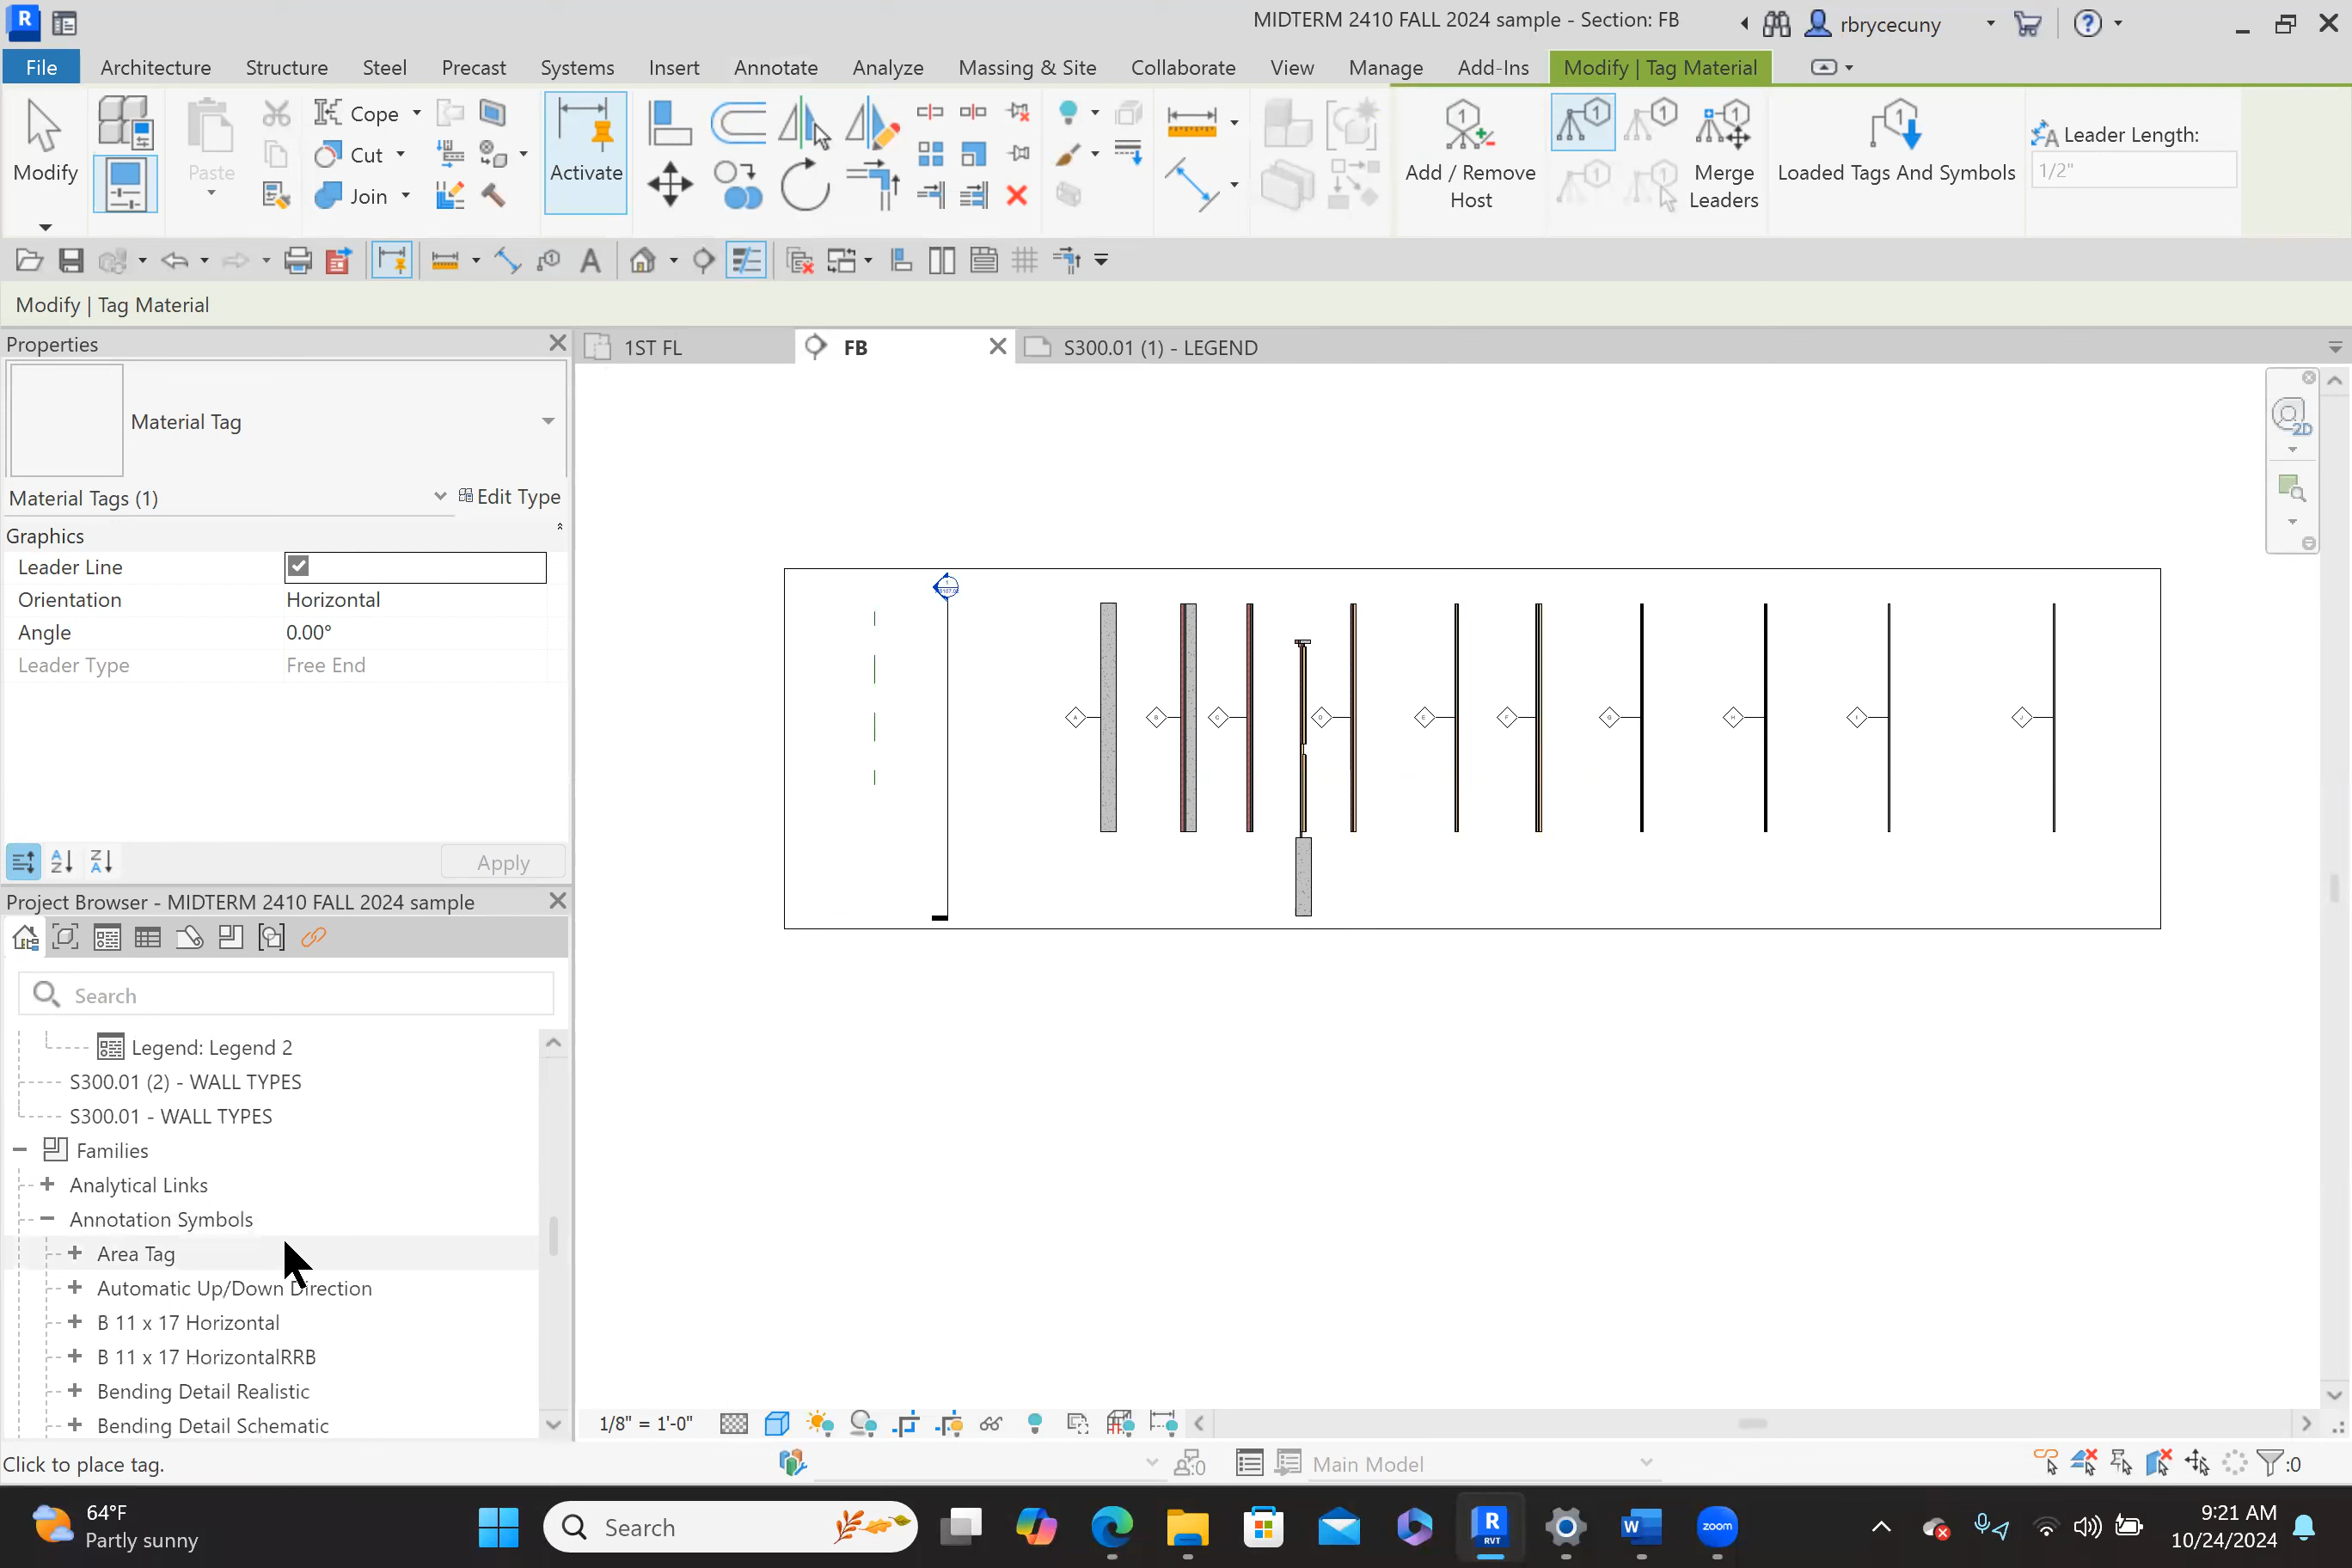 R
MIDTERM 2410 FALL 2024 sample - Section: FB
rbrycecuny
File Architecture Structure Steel Precast Systems Insert Annotate Analyze Massing & Site Collaborate View Manage Add-Ins Modify | Tag Material
Modify
Paste
Cope
Cut
Join
Activate
Add / Remove
Host
Merge
Leaders
Loaded Tags And Symbols
Leader Length:
1/2"
Modify | Tag Material
Properties
Material Tag
Material Tags (1)
Edit Type
Graphics
Leader Line
Orientation Horizontal
Angle 0.00°
Leader Type Free End
Apply
Project Browser - MIDTERM 2410 FALL 2024 sample
Search
Legend: Legend 2
S300.01 (2) - WALL TYPES
S300.01 - WALL TYPES
Families
Analytical Links
Annotation Symbols
Area Tag
Automatic Up/Down Direction
B 11 x 17 Horizontal
B 11 x 17 HorizontalRRB
Bending Detail Realistic
Bending Detail Schematic
Click to place tag.
1ST FL FB S300.01 (1) - LEGEND
2D
A B C D E F G H I J
1/8" = 1'-0"
:0
Main Model
:0
64°F
Partly sunny
Search
R
RVT
W
zoom
9:21 AM
10/24/2024